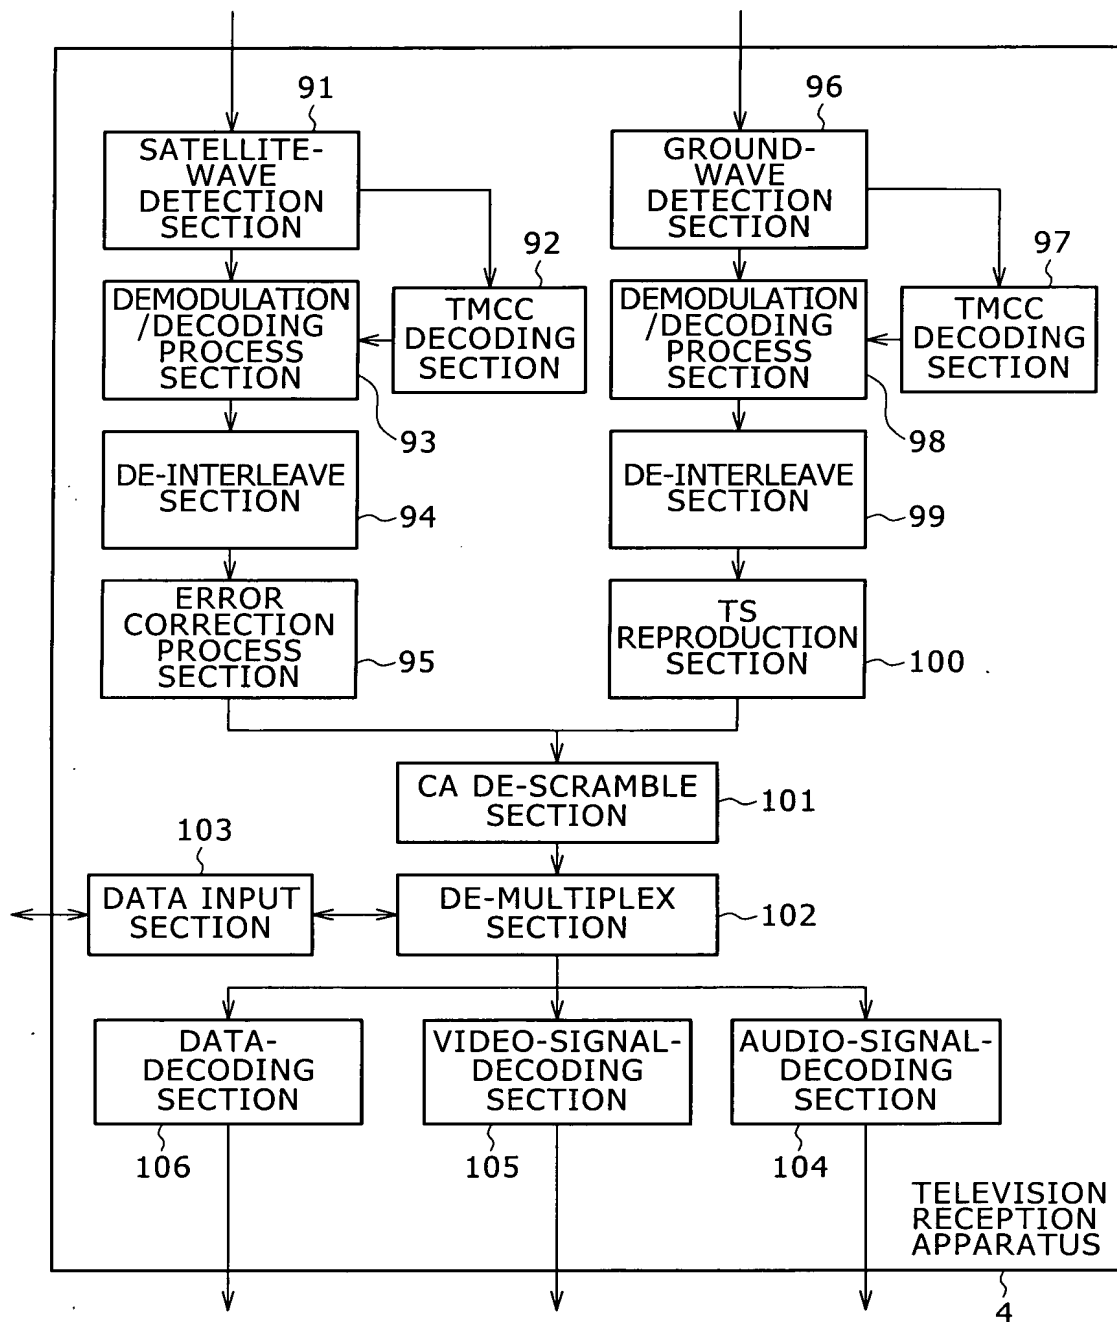 91
96
SATELLITE-
WAVE
DETECTION
SECTION
GROUND-
WAVE
DETECTION
SECTION
92
97
DEMODULATION
/DECODING
PROCESS
SECTION
TMCC
DECODING
SECTION
DEMODULATION
/DECODING
PROCESS
SECTION
TMCC
DECODING
SECTION
93
98
DE-INTERLEAVE
SECTION
94
DE-INTERLEAVE
SECTION
99
ERROR
CORRECTION
PROCESS
SECTION
95
TS
REPRODUCTION
SECTION
100
CA DE-SCRAMBLE
SECTION
101
103
DATA INPUT
SECTION
DE-MULTIPLEX
SECTION
102
DATA-
DECODING
SECTION
VIDEO-SIGNAL-
DECODING
SECTION
AUDIO-SIGNAL-
DECODING
SECTION
106
105
104
TELEVISION
RECEPTION
APPARATUS
4